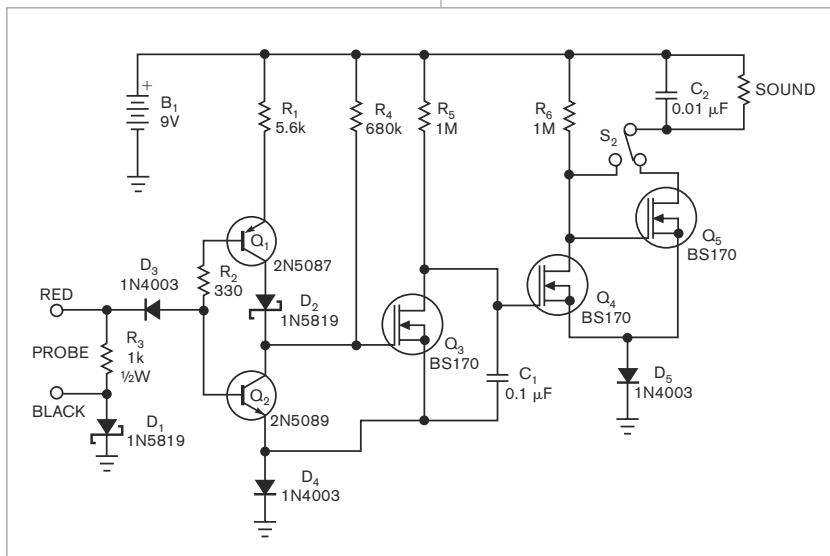 +
B1
9V
R1
5.6k
R4
680k
R5
1M
R6
1M
C2
0.01 µF
SOUND
S2
Q1
2N5087
D3
1N4003
R2
330
D2
1N5819
RED
PROBE
R3
1k
½W
BLACK
D1
1N5819
Q2
2N5089
Q3
BS170
C1
0.1 µF
Q4
BS170
Q5
BS170
D5
1N4003
D4
1N4003